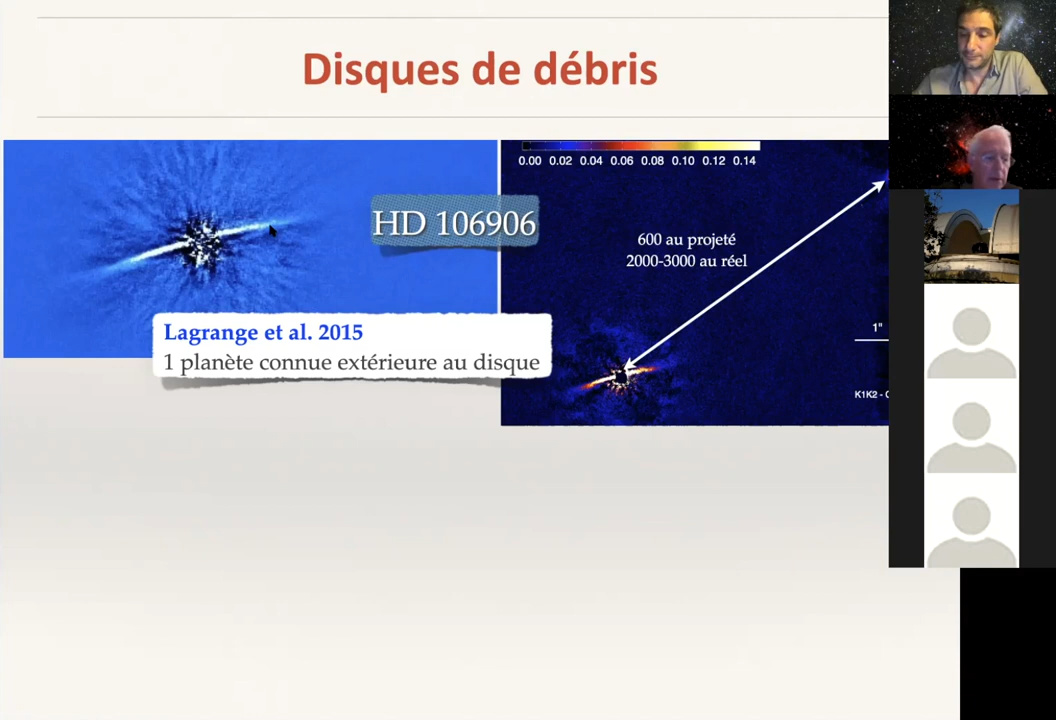 Disques de débris
HD 106906
Lagrange et al. 2015
1 planète connue extérieure au disque
0.00 0.02 0.04 0.06 0.08 0.10 0.12 0.14
600 au projeté
2000-3000 au réel
1"
K1K2 -